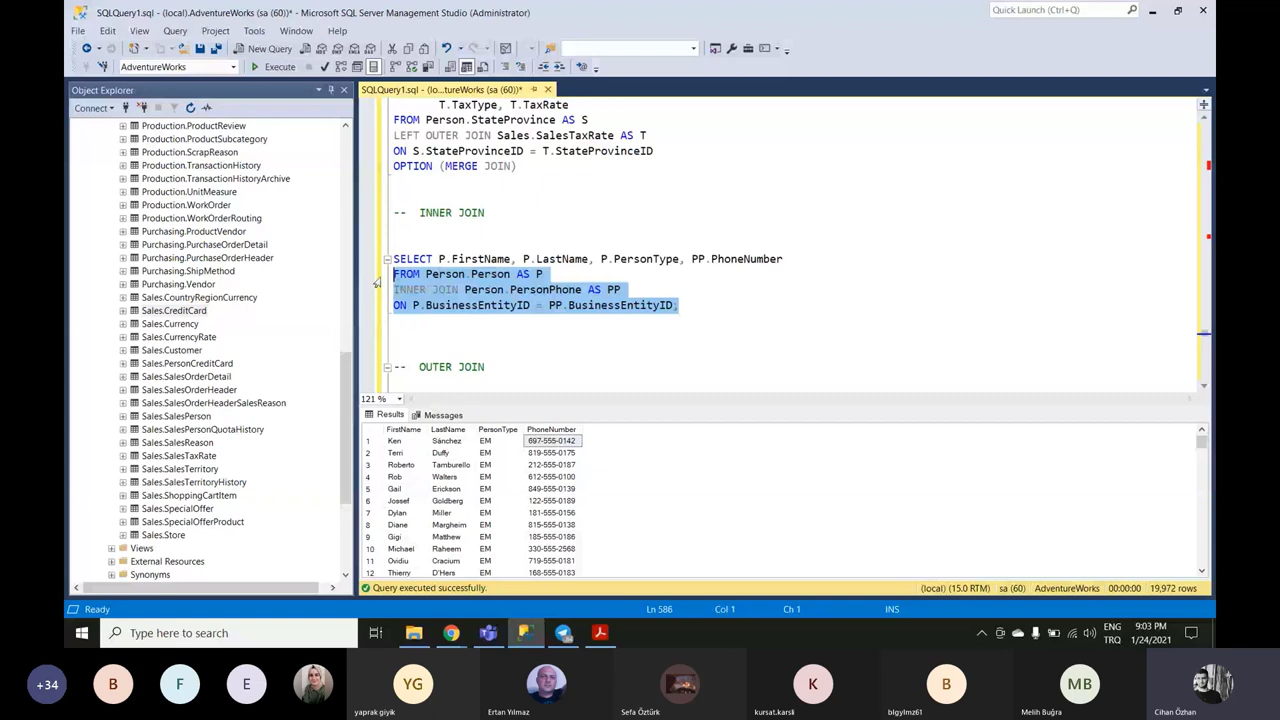 SQLQuery1.sql - (local).AdventureWorks (sa (60))* - Microsoft SQL Server Management Studio (Administrator)
Quick Launch (Ctrl+Q)
File Edit View Query Project Tools Window Help
New Query
AdventureWorks
Execute
Object Explorer
SQLQuery1.sql - (lo...tureWorks (sa (60))*
Connect
Production.ProductReview
Production.ProductSubcategory
Production.ScrapReason
Production.TransactionHistory
Production.TransactionHistoryArchive
Production.UnitMeasure
Production.WorkOrder
Production.WorkOrderRouting
Purchasing.ProductVendor
Purchasing.PurchaseOrderDetail
Purchasing.PurchaseOrderHeader
Purchasing.ShipMethod
Purchasing.Vendor
Sales.CountryRegionCurrency
Sales.CreditCard
Sales.Currency
Sales.CurrencyRate
Sales.Customer
Sales.PersonCreditCard
Sales.SalesOrderDetail
Sales.SalesOrderHeader
Sales.SalesOrderHeaderSalesReason
Sales.SalesPerson
Sales.SalesPersonQuotaHistory
Sales.SalesReason
Sales.SalesTaxRate
Sales.SalesTerritory
Sales.SalesTerritoryHistory
Sales.ShoppingCartItem
Sales.SpecialOffer
Sales.SpecialOfferProduct
Sales.Store
Views
External Resources
Synonyms
T.TaxType, T.TaxRate
FROM Person.StateProvince AS S
LEFT OUTER JOIN Sales.SalesTaxRate AS T
ON S.StateProvinceID = T.StateProvinceID
OPTION (MERGE JOIN)
-- INNER JOIN
SELECT P.FirstName, P.LastName, P.PersonType, PP.PhoneNumber
FROM Person.Person AS P
INNER JOIN Person.PersonPhone AS PP
ON P.BusinessEntityID = PP.BusinessEntityID;
-- OUTER JOIN
121 %
Results Messages
FirstName LastName PersonType PhoneNumber
1 Ken Sánchez EM 697-555-0142
2 Terri Duffy EM 819-555-0175
3 Roberto Tamburello EM 212-555-0187
4 Rob Walters EM 612-555-0100
5 Gail Erickson EM 849-555-0139
6 Jossef Goldberg EM 122-555-0189
7 Dylan Miller EM 181-555-0156
8 Diane Margheim EM 815-555-0138
9 Gigi Matthew EM 185-555-0186
10 Michael Raheem EM 330-555-2568
11 Ovidiu Cracium EM 719-555-0181
12 Thierry D'Hers EM 168-555-0183
Query executed successfully. (local) (15.0 RTM) sa (60) AdventureWorks 00:00:00 19,972 rows
Ready Ln 586 Col 1 Ch 1 INS
Type here to search
ENG
TRQ
9:03 PM
1/24/2021
+34 B F E YG K B MB
yaprak giyik Ertan Yılmaz Sefa Öztürk kursat.karsli blgylmz61 Melih Buğra Cihan Özhan